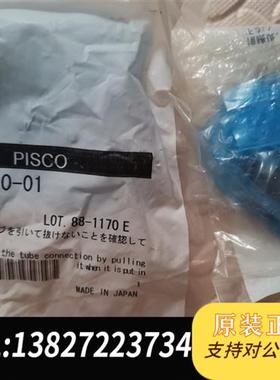 PISCO
0-01
LOT. 88-1170 E
ブを引いて抜けないことを確認して
the tube connection by pulling
it when it is put in
MADE IN JAPAN
原装正
:13827223734
支持对公